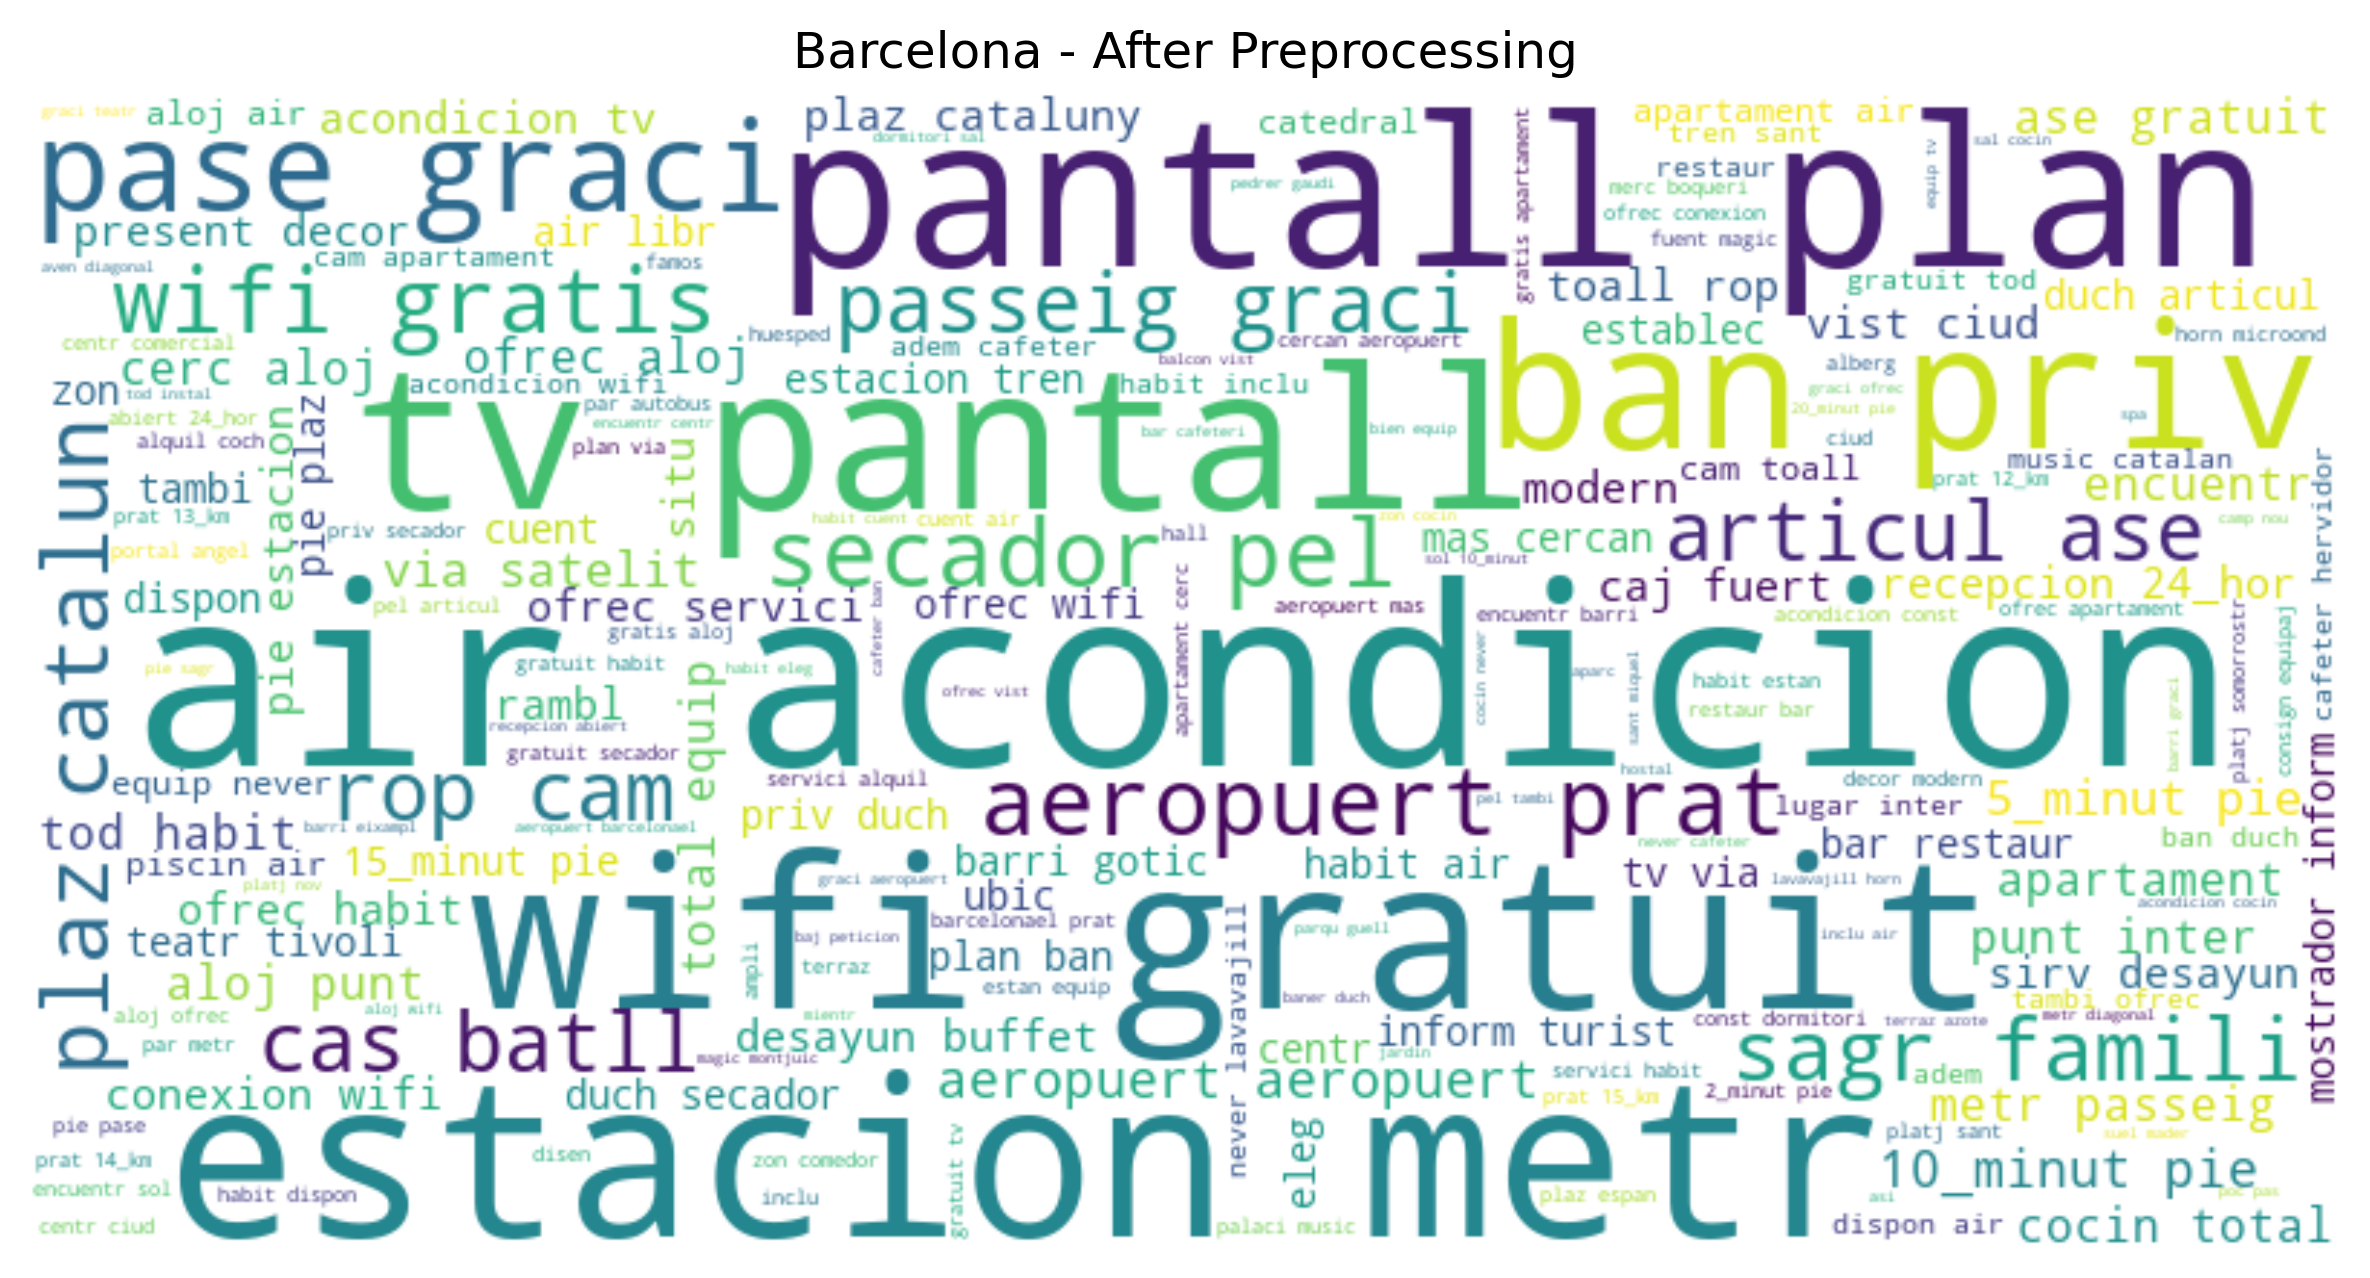 Barcelona - After Preprocessing
graci teatr
aloj air
acondicion tv
plaz cataluny
dormitori sal
catedral
apartament air
tren sant
ase gratuit
pase graci
pantall plan
pedrer gaudi
gratis apartament
restaur
merc boqueri
ofrec conexion
fuent magic
equip tv
sal cocin
present decor
air libr
cam apartament
aven diagonal
famos
wifi gratis
passeig graci
toall rop
gratuit tod
duch articul
huesped
centr comercial
cerc aloj
ofrec aloj
adem cafeter
cercan aeropuert
balcon vist
establec
vist ciud
horn microond
zon
tod instal
acondicion wifi
estacion tren
habit inclu
alberg
graci ofrec
20_minut pie
ban priv
abiert 24_hor
alquil coch
pie plaz
par autobus
encuentr centr
plan via
tv pantall
bar cafeteri
bien equip
spa
ciud
plaz catalun
pie estacion
situ
tambi
prat 13_km
portal angel
priv secador
cuent
habit cuent
cuent air
zon cocin
modern
cam toall
music catalan
prat 12_km
encuentr
camp nou
cafeter hervidor
secador pel
hall
mas cercan
sol 10_minut
articul ase
via satelit
dispon
pel articul
ofrec servici
cafeter ban
ofrec wifi
apartament cerc
aeropuert mas
caj fuert
recepcion 24_hor
encuentr barri
acondicion const
ofrec apartament
gratis aloj
gratuit habit
habit eleg
pie sagr
air acondicion
ofrec vist
cocin never
aparc
sant miquel
habit estan
restaur bar
barri graci
platj somorrostr
consign equipaj
rambl
recepcion abiert
gratuit secador
total equip
equip never
rop cam
servici alquil
hostal
decor modern
aeropuert prat
pel tambi
lugar inter
5_minut pie
mostrador inform
tod habit
barri eixampl
aeropuert barcelonael
priv duch
never cafeter
bar restaur
ban duch
piscin air
15_minut pie
platj nov
barri gotic
habit air
tv via
lavavajill horn
apartament
acondicion cocin
graci aeropuert
ubic
barcelonael prat
ofrec habit
teatr tivoli
wifi gratuit
baj peticion
parqu guell
inclu air
punt inter
ampli
terraz
plan ban
estan equip
never lavavajill
baner duch
sirv desayun
aloj punt
aloj ofrec
aloj wifi
mientr
tambi ofrec
metr diagonal
par metr
cas batll
magic montjuic
desayun buffet
centr
jardin
inform turist
const dormitori
terraz azote
sagr famili
conexion wifi
duch secador
aeropuert aeropuert
servici habit
adem
prat 15_km
2_minut pie
metr passeig
pie pase
estacion metr
platj sant
suel mader
prat 14_km
disen
zon comedor
gratuit tv
eleg
10_minut pie
encuentr sol
habit dispon
inclu
plaz espan
asi
poc pas
centr ciud
palaci music
dispon air
cocin total